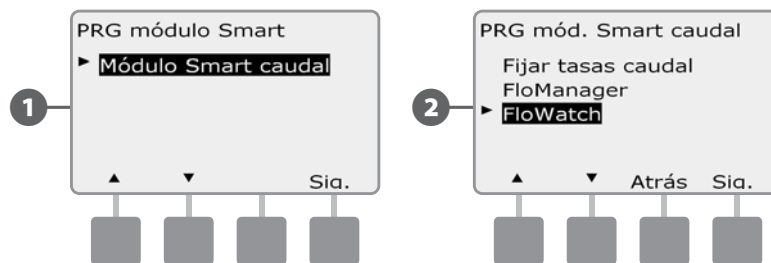 1
PRG módulo Smart
► Módulo Smart caudal
▲ ▼ Sig.
2
PRG mód. Smart caudal
Fijar tasas caudal
FloManager
► FloWatch
▲ ▼ Atrás Sig.